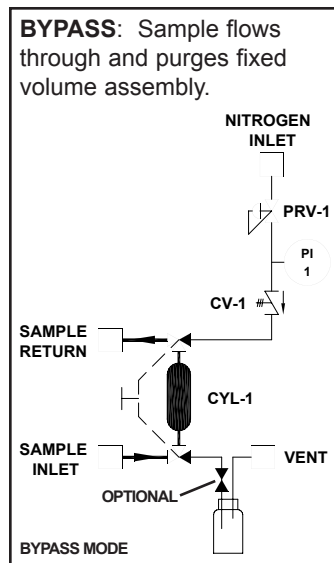 BYPASS: Sample flows
through and purges fixed
volume assembly.
NITROGEN
INLET
PRV-1
PI
1
CV-1
SAMPLE
RETURN
CYL-1
SAMPLE
INLET
VENT
OPTIONAL
BYPASS MODE